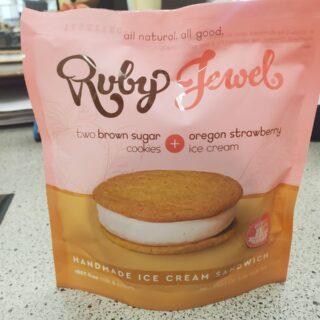 all natural. all good.
Ruby Jewel
two brown sugar cookies + oregon strawberry ice cream
HANDMADE ICE CREAM SANDWICH